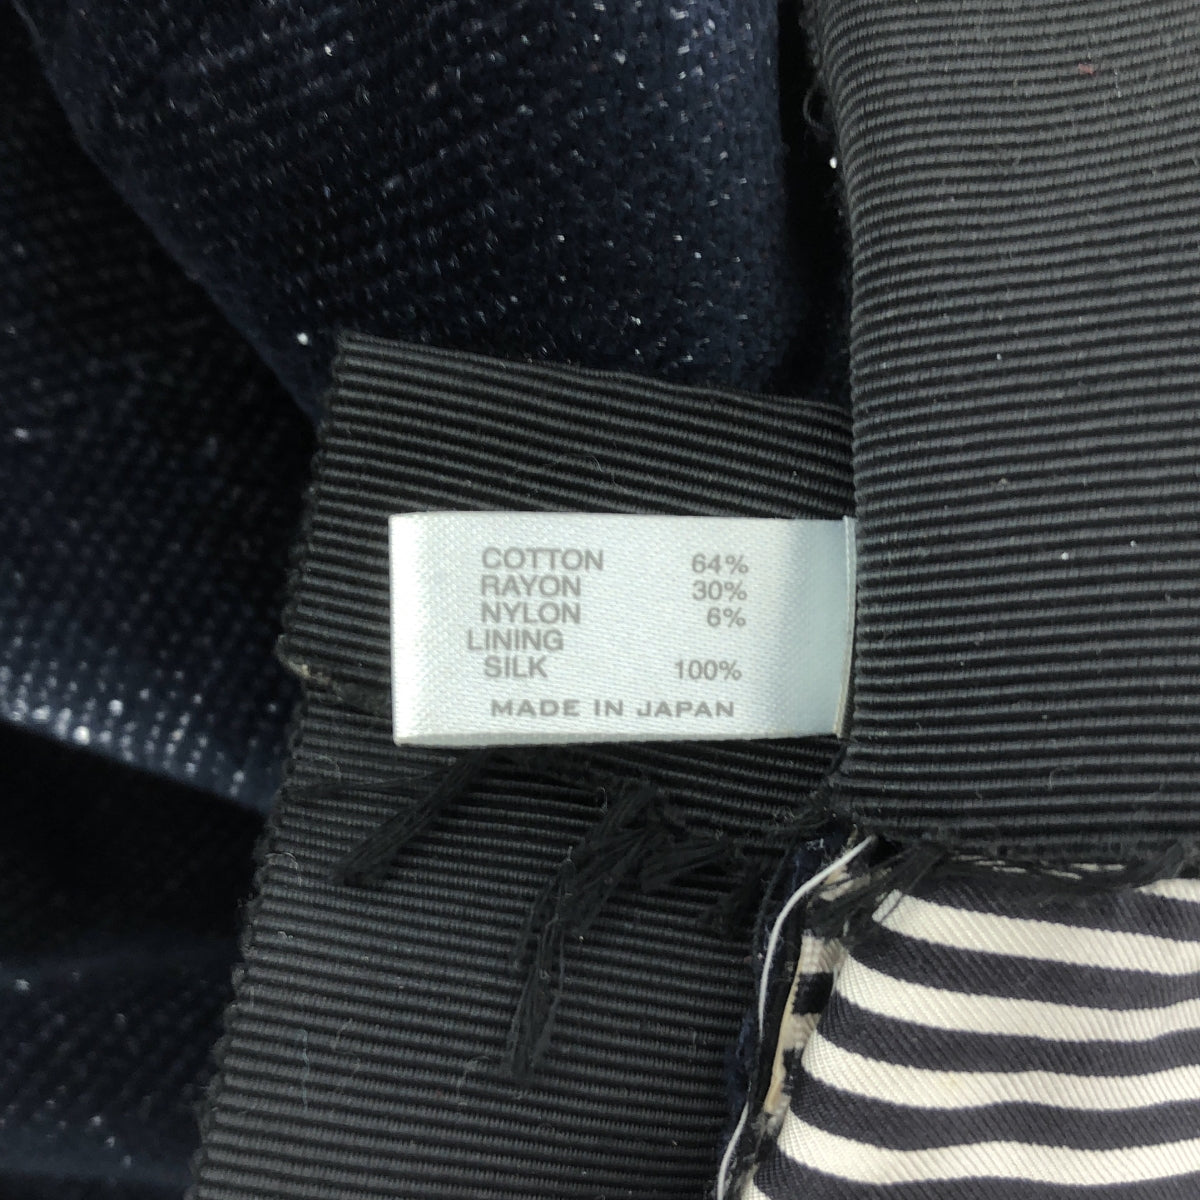 COTTON 64%
RAYON 30%
NYLON 6%
LINING
SILK 100%
MADE IN JAPAN